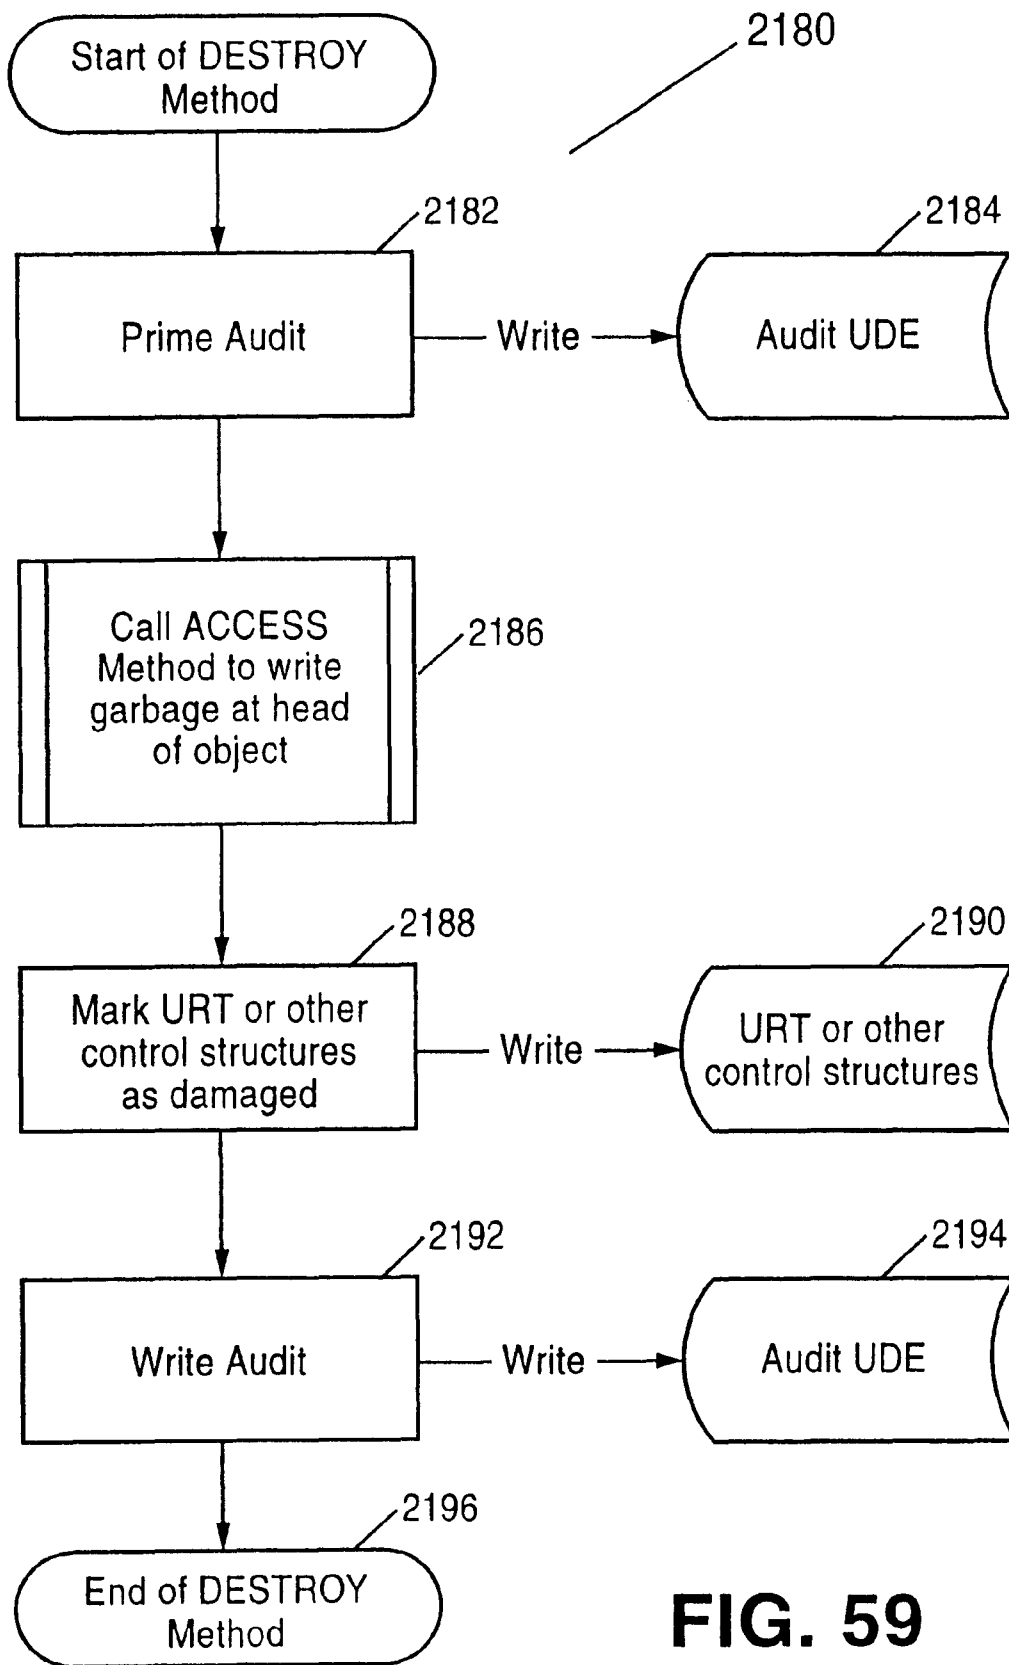 Start of DESTROY
Method
2180
2182
2184
Prime Audit
Write
Audit UDE
Call ACCESS
Method to write
garbage at head
of object
2186
2188
2190
Mark URT or other
control structures
as damaged
Write
URT or other
control structures
2192
2194
Write Audit
Write
Audit UDE
2196
End of DESTROY
Method
FIG. 59